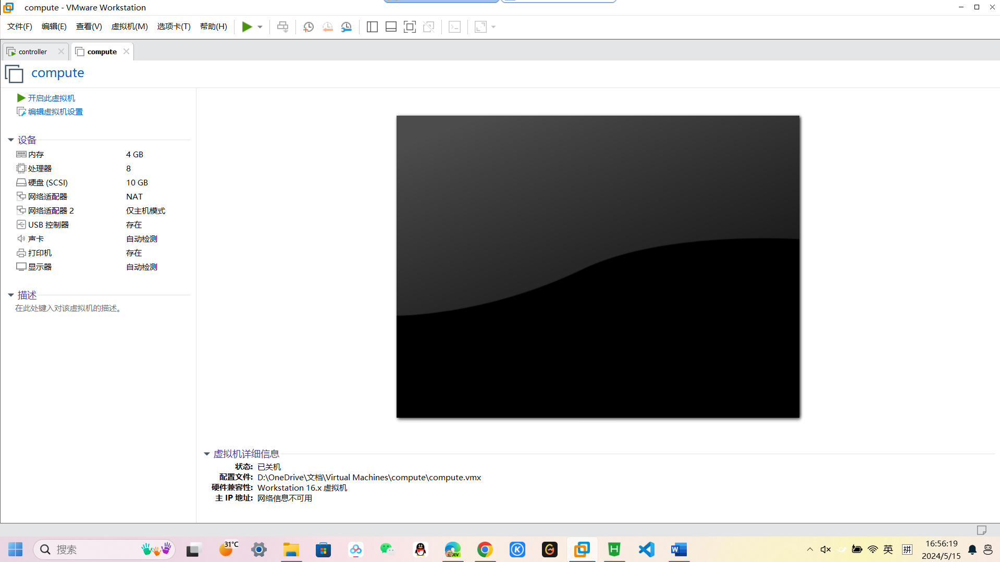 compute - VMware Workstation
文件(F) 编辑(E) 查看(V) 虚拟机(M) 选项卡(T) 帮助(H)
controller compute
compute
开启此虚拟机
编辑虚拟机设置
设备
内存 4 GB
处理器 8
硬盘 (SCSI) 10 GB
网络适配器 NAT
网络适配器 2 仅主机模式
USB 控制器 存在
声卡 自动检测
打印机 存在
显示器 自动检测
描述
在此处键入对该虚拟机的描述。
虚拟机详细信息
状态: 已关机
配置文件: D:\OneDrive\文档\Virtual Machines\compute\compute.vmx
硬件兼容性: Workstation 16.x 虚拟机
主 IP 地址: 网络信息不可用
搜索
31°C
DEV
英 拼
16:56:19
2024/5/15